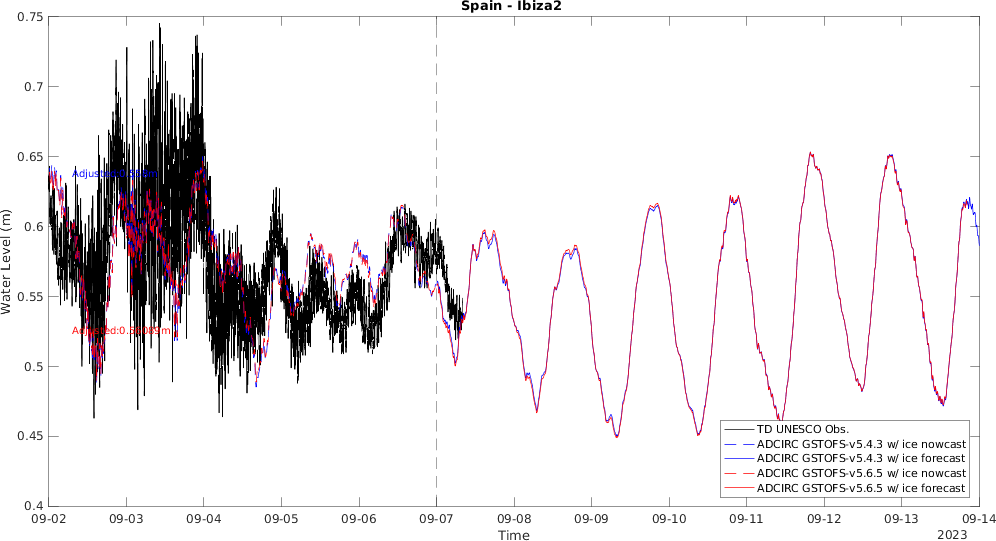 Spain - Ibiza2
0.75
0.7
0.65
0.6
0.55
0.5
0.45
0.4
Water Level (m)
TD UNESCO Obs.
ADCIRC GSTOFS-v5.4.3 w/ ice nowcast
ADCIRC GSTOFS-v5.4.3 w/ ice forecast
ADCIRC GSTOFS-v5.6.5 w/ ice nowcast
ADCIRC GSTOFS-v5.6.5 w/ ice forecast
09-02 09-03 09-04 09-05 09-06 09-07 09-08 09-09 09-10 09-11 09-12 09-13 09-14
Time
2023